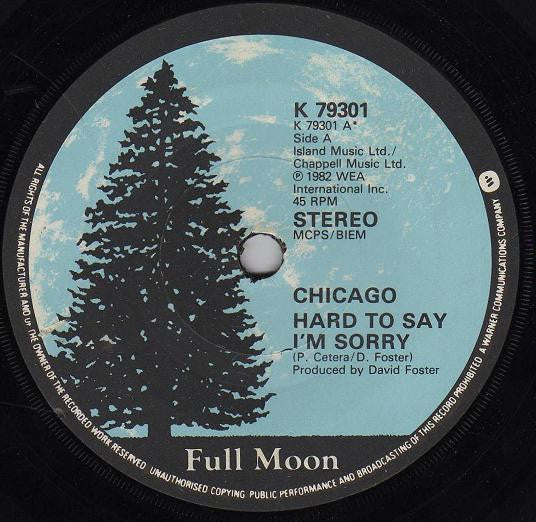 K 79301
K 79301 A*
Side A
Island Music Ltd./
Chappell Music Ltd.
℗ 1982 WEA
International Inc.
45 RPM
STEREO
MCPS/BIEM
CHICAGO
HARD TO SAY
I'M SORRY
(P. Cetera/D. Foster)
Produced by David Foster
Full Moon
ALL RIGHTS OF THE MANUFACTURER AND OF THE OWNER OF THE RECORDED WORK RESERVED UNAUTHORISED COPYING PUBLIC PERFORMANCE AND BROADCASTING OF THIS RECORD PROHIBITED A WARNER COMMUNICATIONS COMPANY